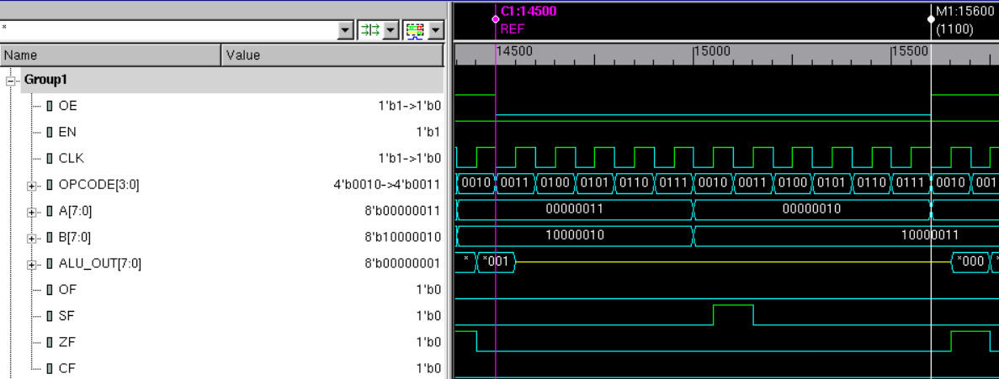 C1:14500 M1:15600
* REF (1100)
Name Value 14500 15000 15500
Group1
OE 1'b1->1'b0
EN 1'b1
CLK 1'b1->1'b0
OPCODE[3:0] 4'b0010->4'b0011 0010 0011 0100 0101 0110 0111 0010 0011 0100 0101 0110 0111 0010 001
A[7:0] 8'b00000011 00000011 00000010
B[7:0] 8'b10000010 10000010 10000011
ALU_OUT[7:0] 8'b00000001 * *001 *000 *
OF 1'b0
SF 1'b0
ZF 1'b0
CF 1'b0